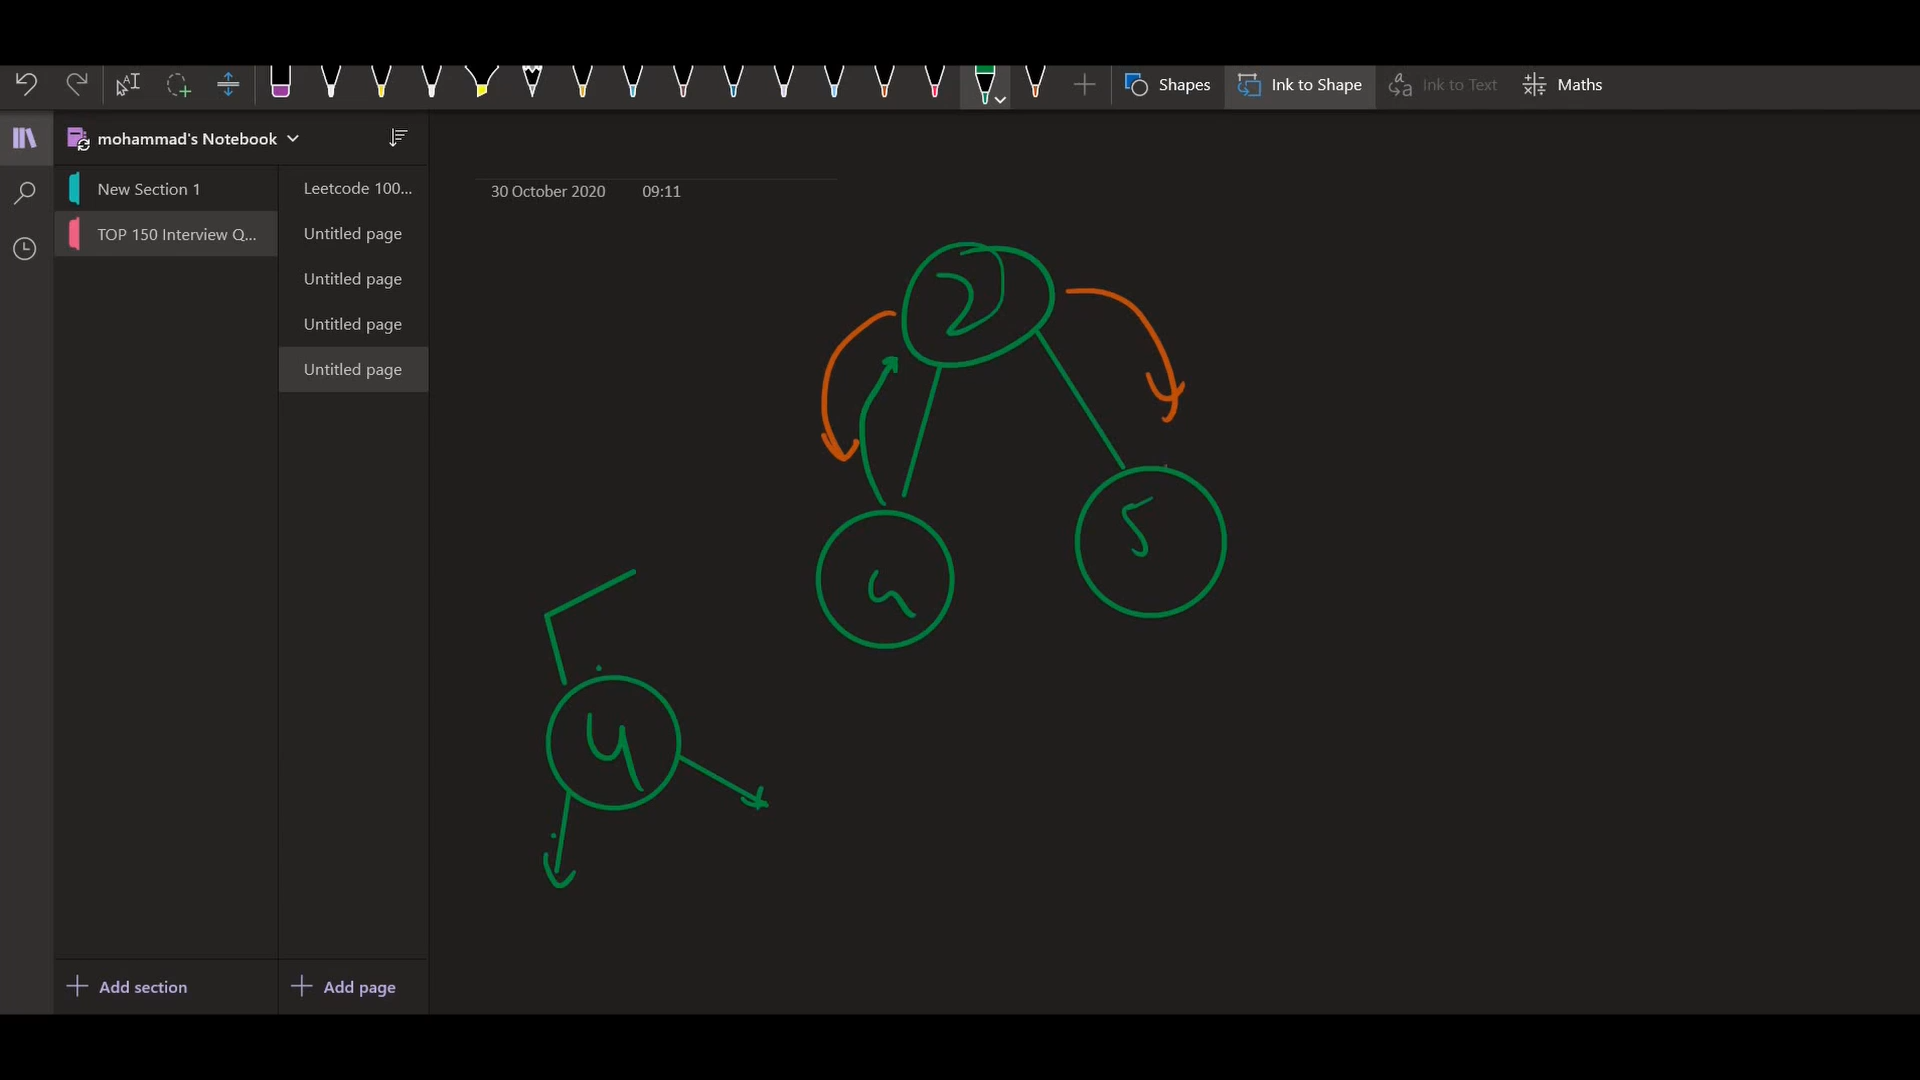 Shapes
Ink to Shape
Ink to Text
Maths
mohammad's Notebook
New Section 1
TOP 150 Interview Q...
Leetcode 100...
Untitled page
Untitled page
Untitled page
Untitled page
30 October 2020 09:11
2
5
4
Add section
Add page